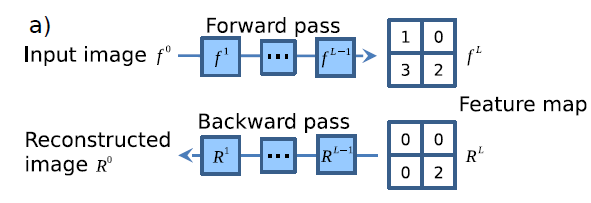 a)
Forward pass
Input image f⁰
f¹
...
f^{L-1}
1 0
3 2
f^L
Feature map
Backward pass
Reconstructed
image R⁰
R¹
...
R^{L-1}
0 0
0 2
R^L